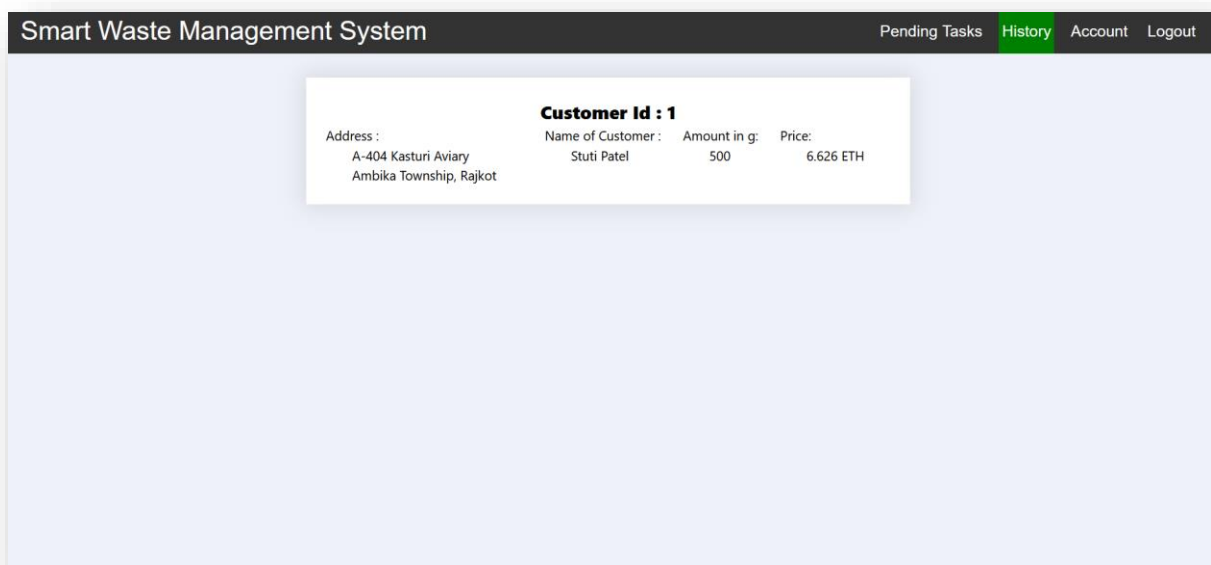 Smart Waste Management System
Pending Tasks History Account Logout
Customer Id : 1
Address : Name of Customer : Amount in g: Price:
A-404 Kasturi Aviary Stuti Patel 500 6.626 ETH
Ambika Township, Rajkot